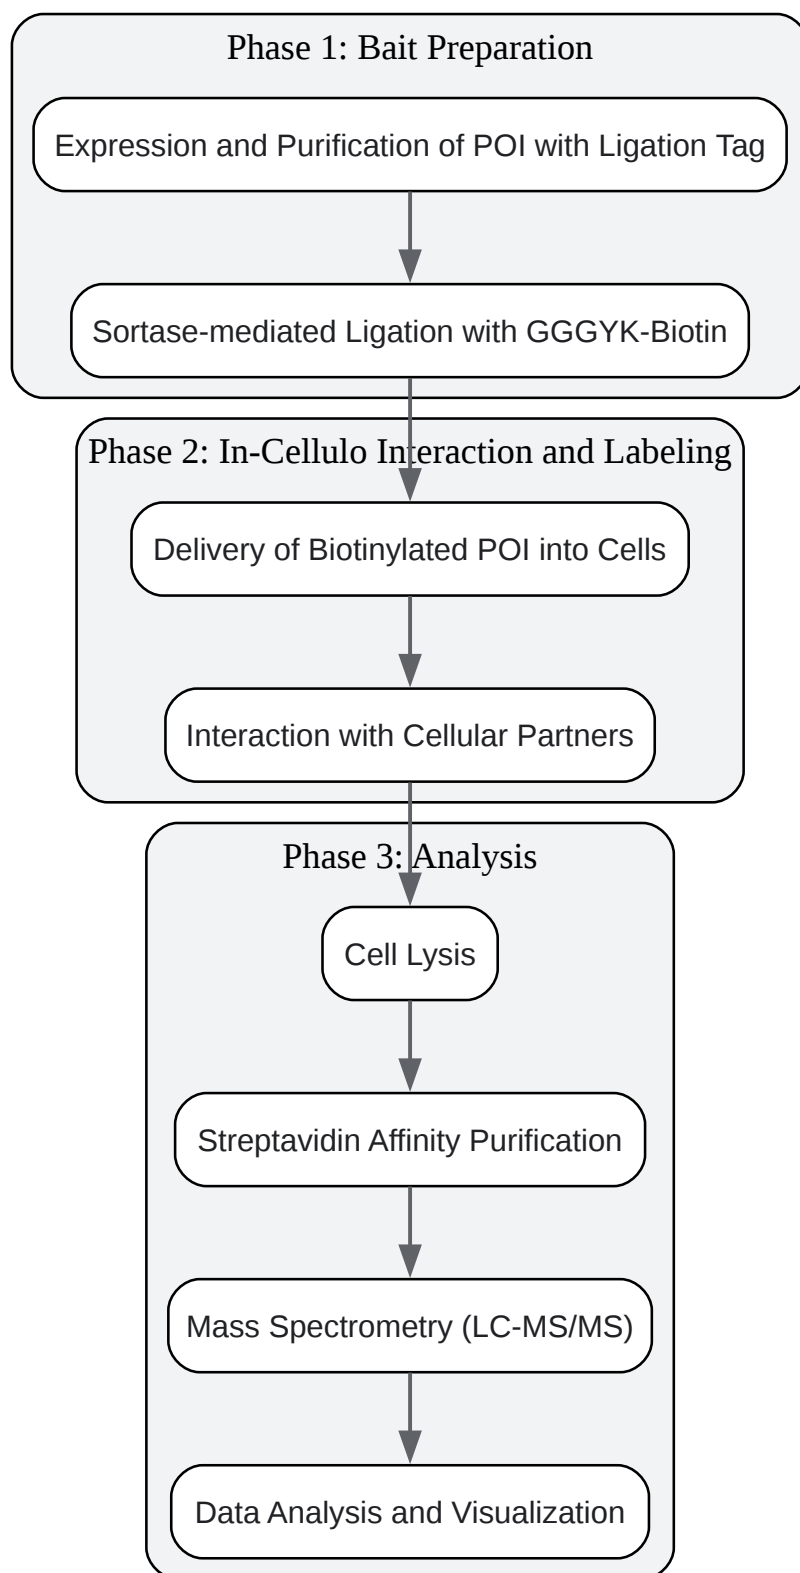 Phase 1: Bait Preparation
Expression and Purification of POI with Ligation Tag
Sortase-mediated Ligation with GGGYK-Biotin
Phase 2: In-Cellulo Interaction and Labeling
Delivery of Biotinylated POI into Cells
Interaction with Cellular Partners
Phase 3: Analysis
Cell Lysis
Streptavidin Affinity Purification
Mass Spectrometry (LC-MS/MS)
Data Analysis and Visualization